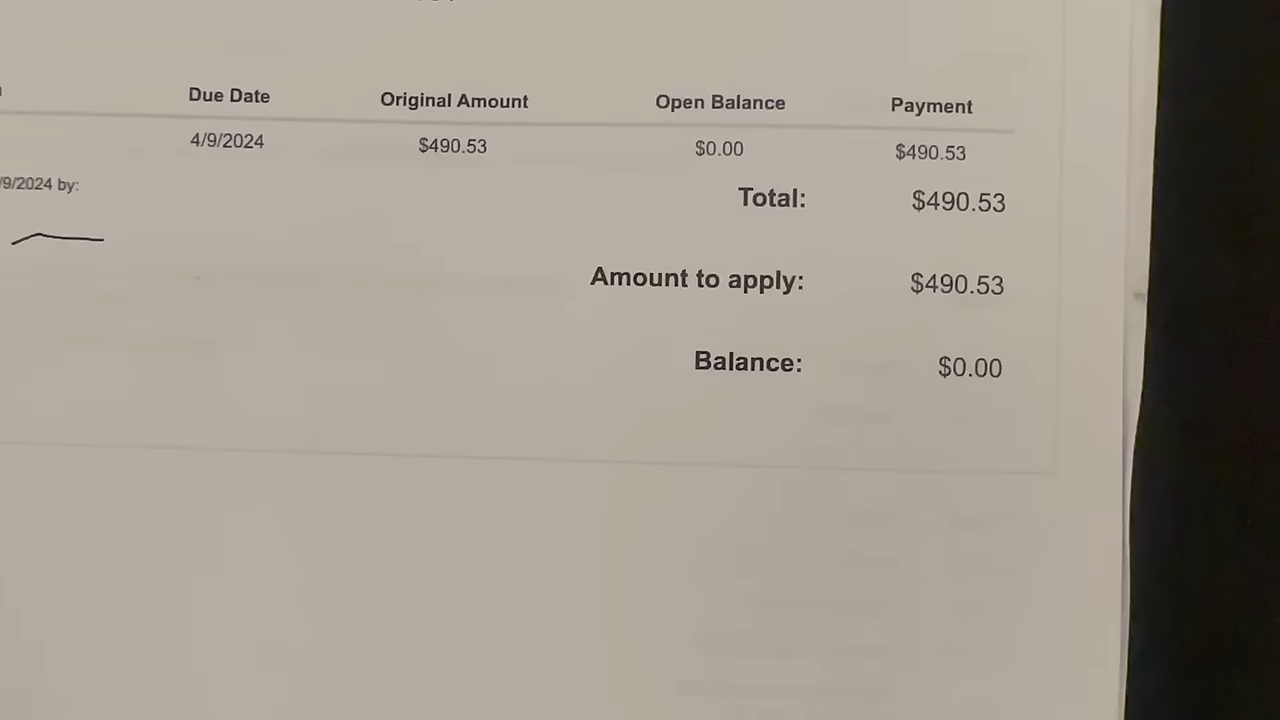 Due Date Original Amount Open Balance Payment
4/9/2024 $490.53 $0.00 $490.53
/9/2024 by:
Total: $490.53
Amount to apply: $490.53
Balance: $0.00